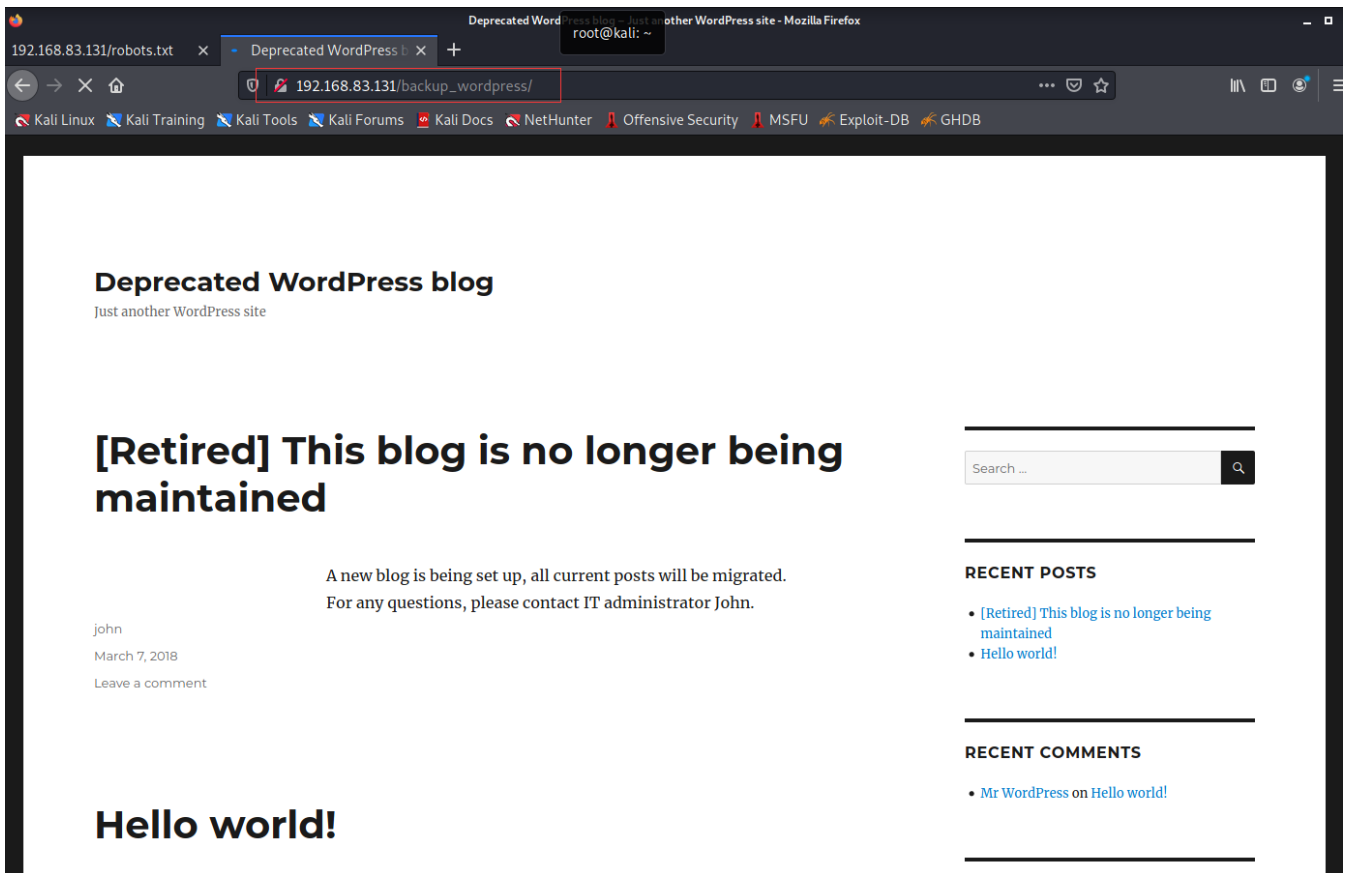 Deprecated WordPress blog – Just another WordPress site - Mozilla Firefox
root@kali: ~
192.168.83.131/robots.txt
Deprecated WordPress b
192.168.83.131/backup_wordpress/
Kali Linux Kali Training Kali Tools Kali Forums Kali Docs NetHunter Offensive Security MSFU Exploit-DB GHDB
Deprecated WordPress blog
Just another WordPress site
[Retired] This blog is no longer being
maintained
A new blog is being set up, all current posts will be migrated.
For any questions, please contact IT administrator John.
john
March 7, 2018
Leave a comment
Hello world!
Search ...
RECENT POSTS
[Retired] This blog is no longer being
maintained
Hello world!
RECENT COMMENTS
Mr WordPress on Hello world!